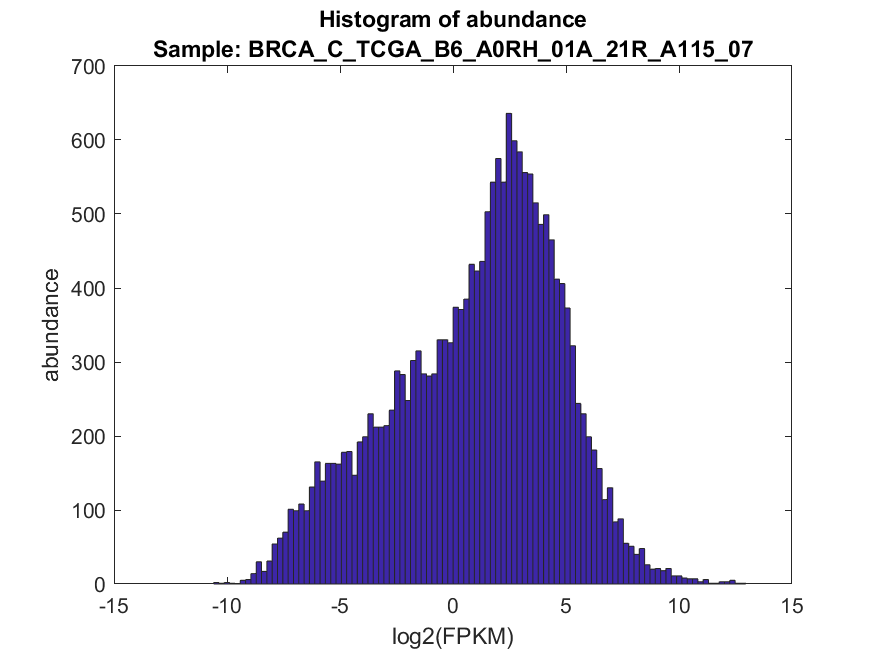 Histogram of abundance
Sample: BRCA_C_TCGA_B6_A0RH_01A_21R_A115_07
700
600
500
400
300
200
100
0
abundance
-15 -10 -5 0 5 10 15
log2(FPKM)